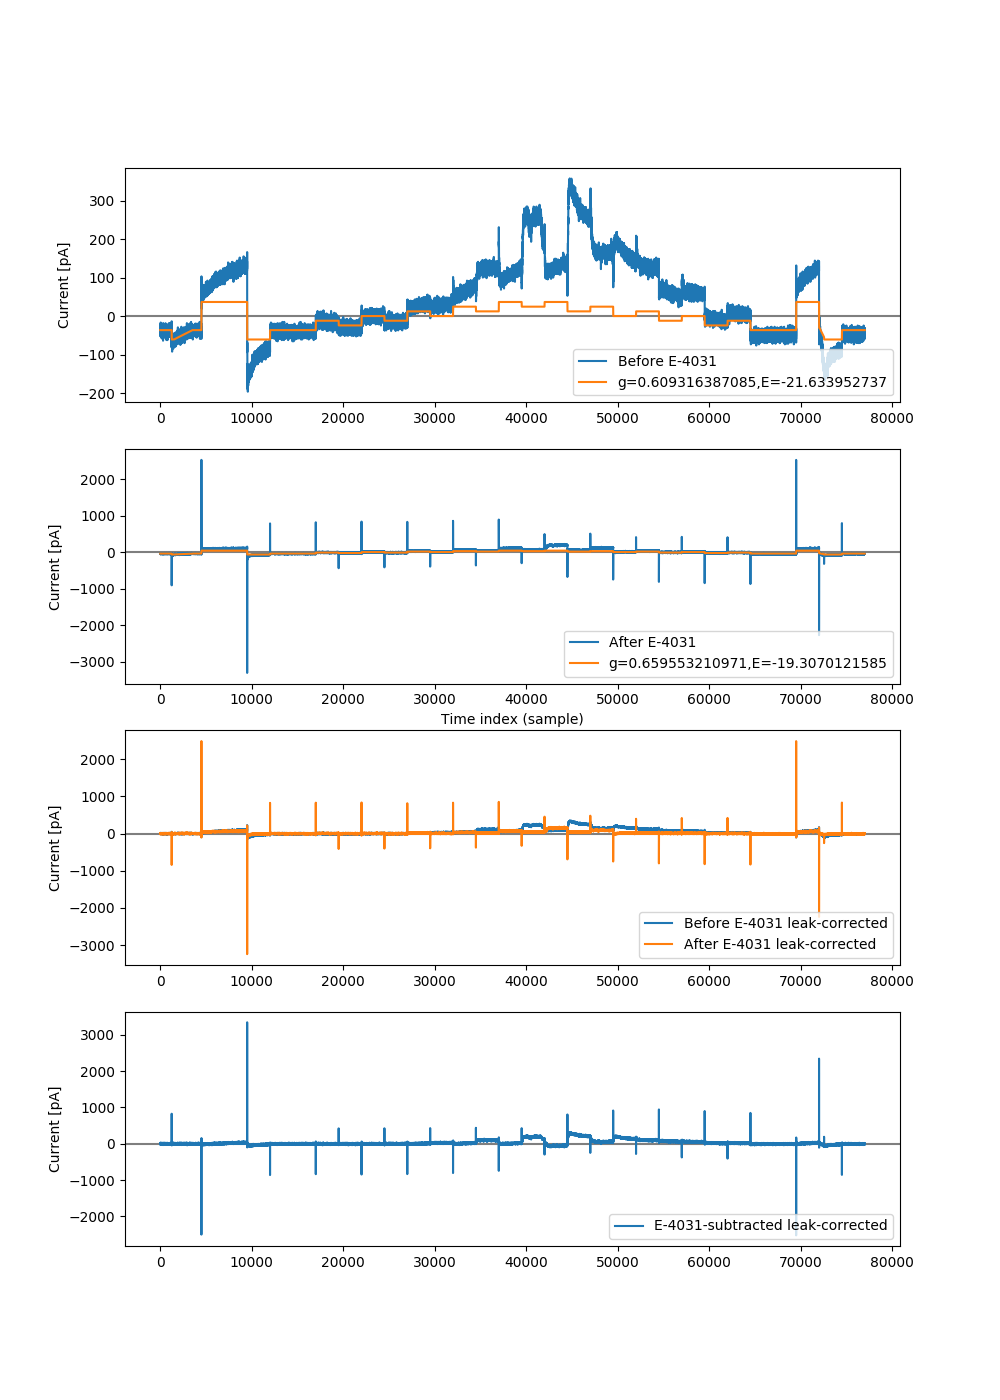 Current [pA]
300
200
100
0
−100
−200
Before E-4031
g=0.609316387085,E=-21.633952737
0 10000 20000 30000 40000 50000 60000 70000 80000
Current [pA]
2000
1000
0
−1000
−2000
−3000
After E-4031
g=0.659553210971,E=-19.3070121585
0 10000 20000 30000 40000 50000 60000 70000 80000
Time index (sample)
Current [pA]
2000
1000
0
−1000
−2000
−3000
Before E-4031 leak-corrected
After E-4031 leak-corrected
0 10000 20000 30000 40000 50000 60000 70000 80000
Current [pA]
3000
2000
1000
0
−1000
−2000
E-4031-subtracted leak-corrected
0 10000 20000 30000 40000 50000 60000 70000 80000